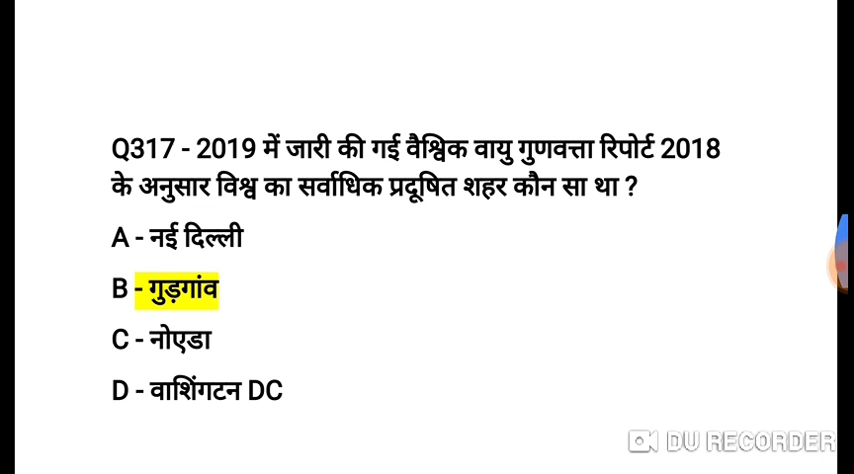 Q317 - 2019 में जारी की गई वैश्विक वायु गुणवत्ता रिपोर्ट 2018
के अनुसार विश्व का सर्वाधिक प्रदूषित शहर कौन सा था ?
A - नई दिल्ली
B - गुड़गांव
C - नोएडा
D - वाशिंगटन DC
DU RECORDER